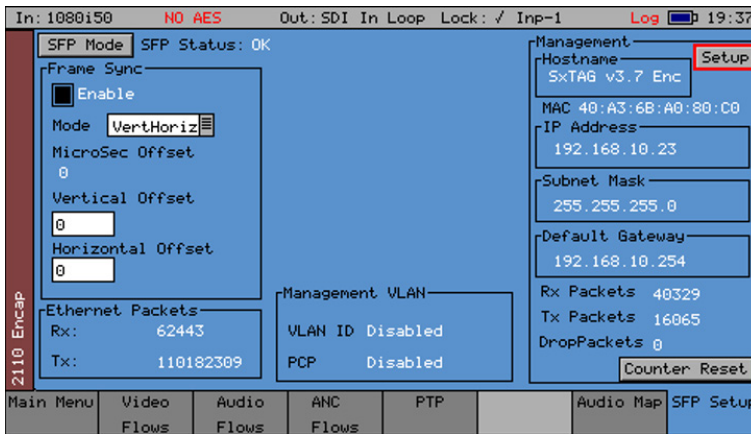 In: 1080i50 NO AES Out: SDI In Loop Lock: √ Inp-1 Log 19:37
SFP Mode SFP Status: OK
Frame Sync
Enable
Mode VertHoriz
MicroSec Offset
0
Vertical Offset
0
Horizontal Offset
0
Ethernet Packets
Rx: 62443
Tx: 110182309
2110 Encap
Management VLAN
VLAN ID Disabled
PCP Disabled
Management
Hostname Setup
SxTAG v3.7 Enc
MAC 40:A3:6B:A0:80:C0
IP Address
192.168.10.23
Subnet Mask
255.255.255.0
Default Gateway
192.168.10.254
Rx Packets 40329
Tx Packets 16065
DropPackets 0
Counter Reset
Main Menu Video Flows Audio Flows ANC Flows PTP Audio Map SFP Setup